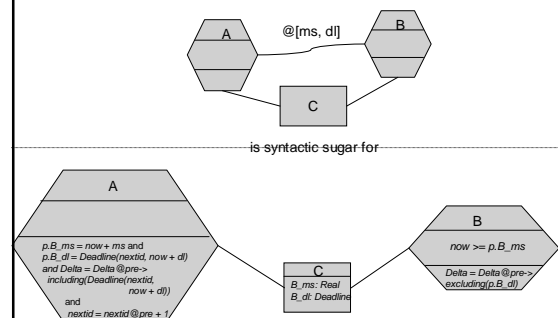 @[ms, dl]
A
B
C
is syntactic sugar for
A
p.B_ms = now + ms and
p.B_dl = Deadline(nextid, now + dl)
and Delta = Delta@pre->
including(Deadline(nextid,
now + dl))
and
nextid = nextid@pre + 1
C
B_ms: Real
B_dl: Deadline
B
now >= p.B_ms
Delta = Delta@pre->
excluding(p.B_dl)